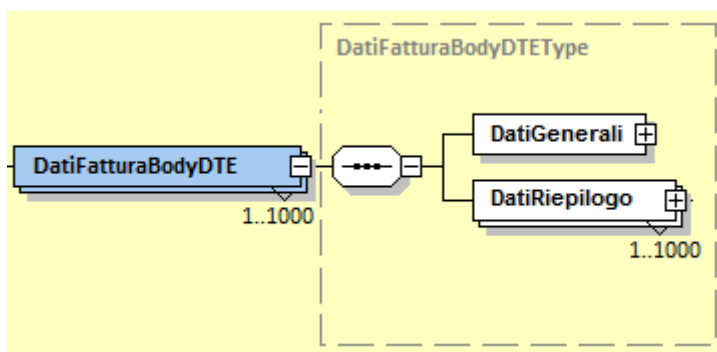 DatiFatturaBodyDTEType
DatiGenerali
DatiFatturaBodyDTE
DatiRiepilogo
1..1000
1..1000